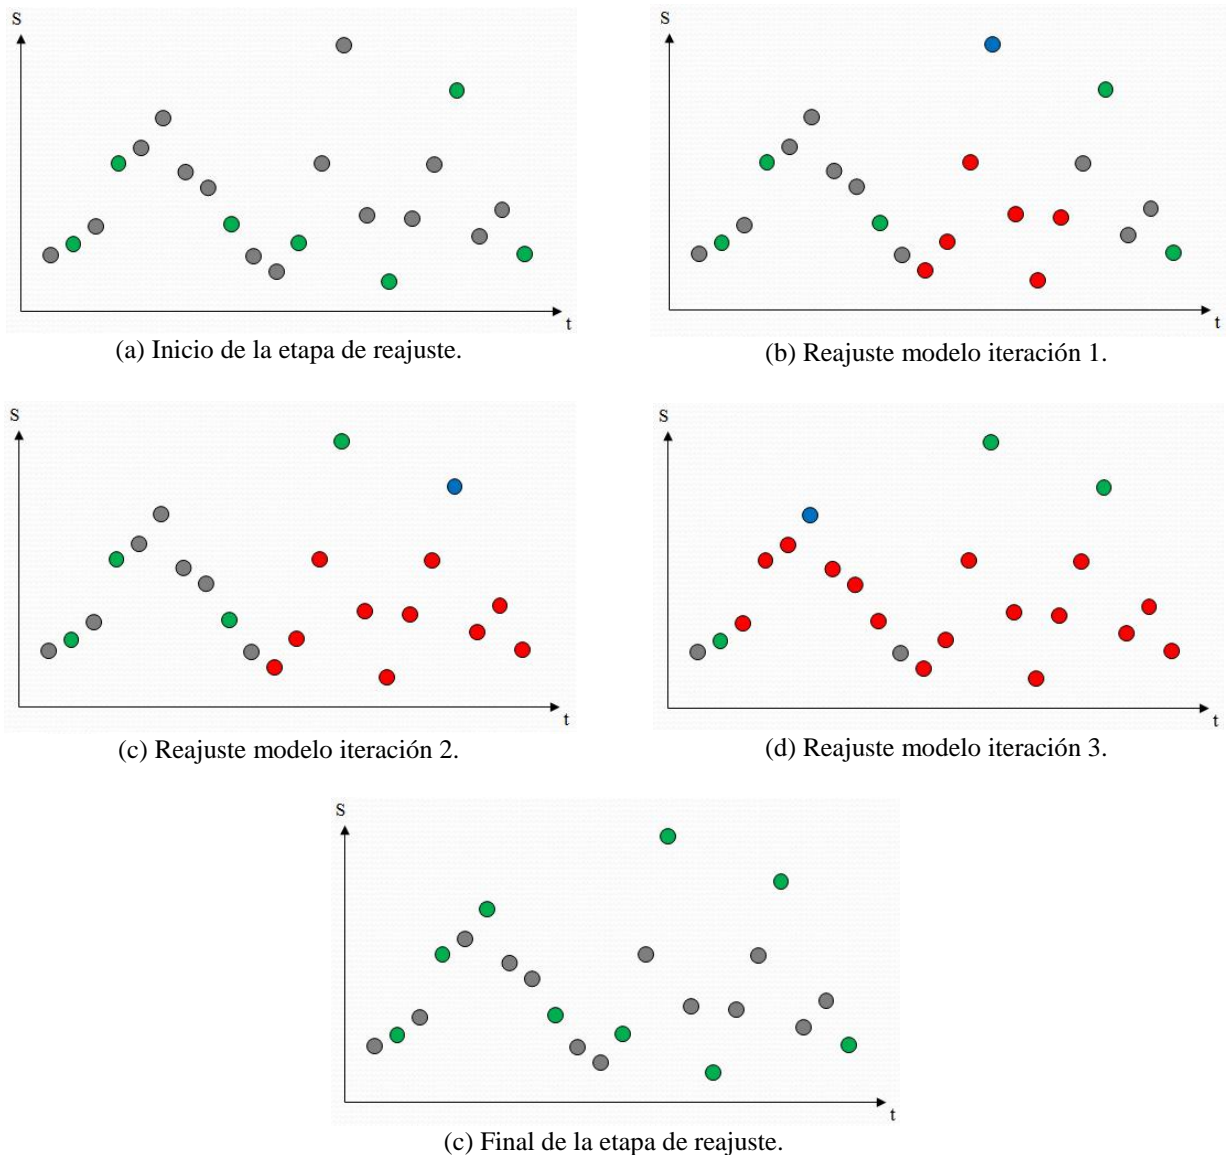 S
t
(a) Inicio de la etapa de reajuste.
S
t
(b) Reajuste modelo iteración 1.
S
t
(c) Reajuste modelo iteración 2.
S
t
(d) Reajuste modelo iteración 3.
S
t
(c) Final de la etapa de reajuste.